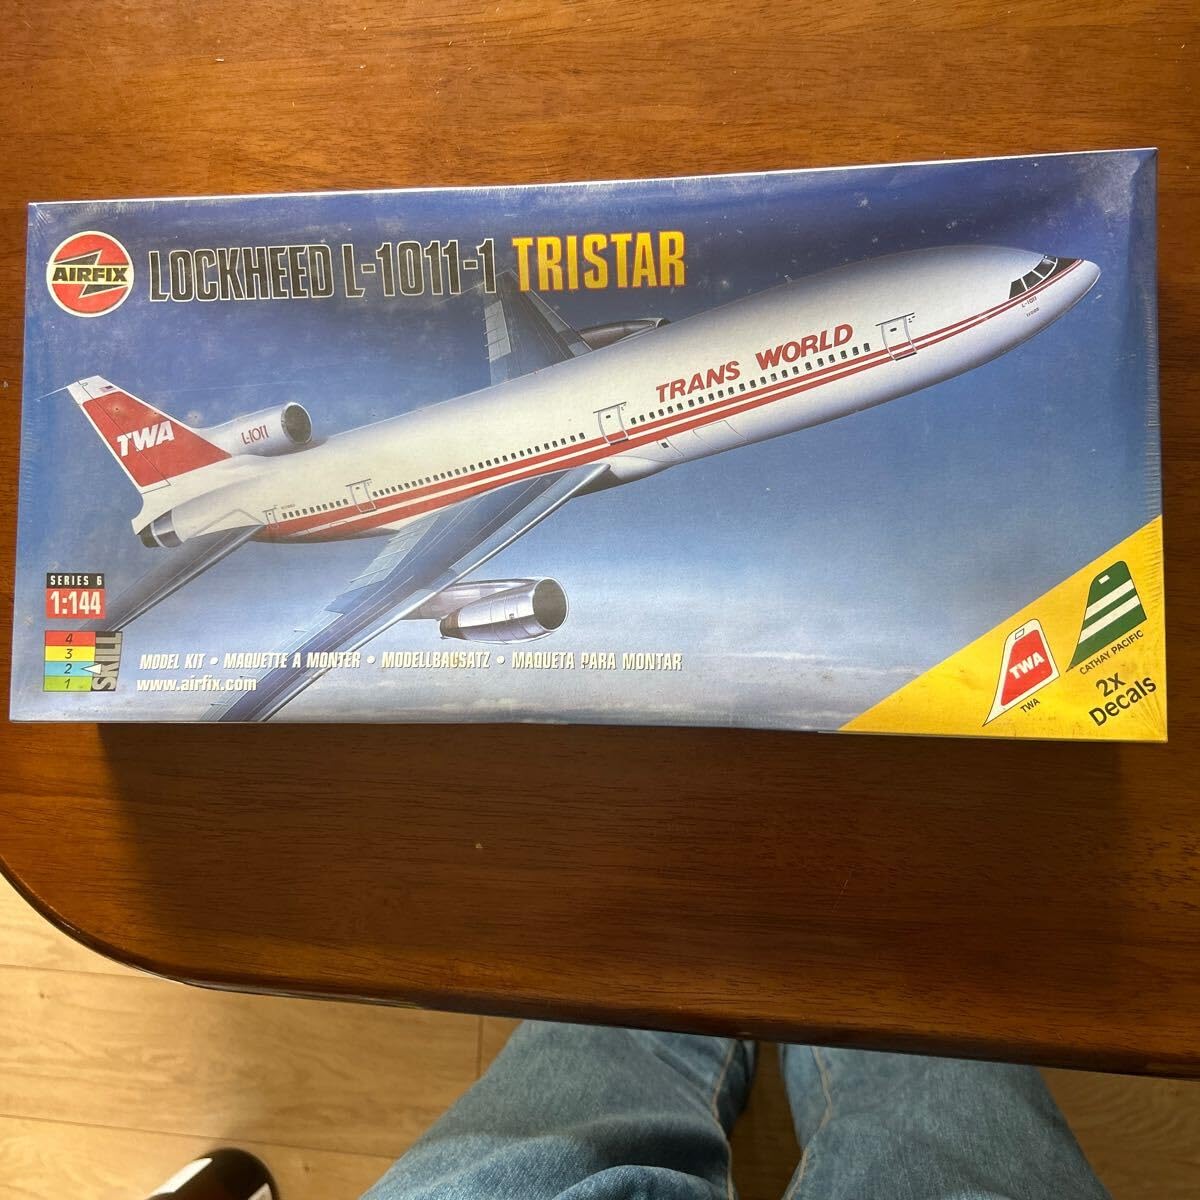 AIRFIX
LOCKHEED L-1011-1 TRISTAR
TRANS WORLD
L-1011
TWA
L-1011
SERIES 6
1:144
4
3
2
1
SKILL
MODEL KIT • MAQUETTE A MONTER • MODELLBAUSATZ • MAQUETA PARA MONTAR
www.airfix.com
TWA
TWA
CATHAY PACIFIC
2X
Decals